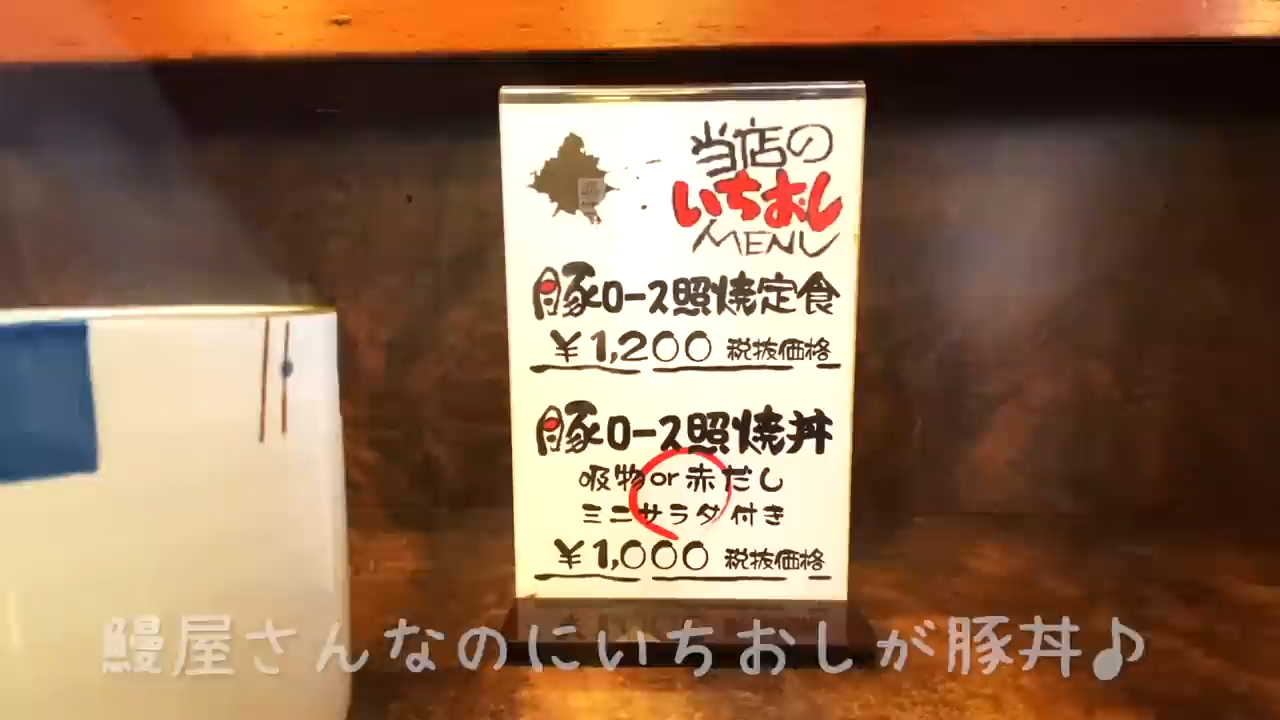 当店の
いちおし
MENU
豚ロース照焼定食
¥1,200 税抜価格
豚ロース照焼丼
吸物or赤だし
ミニサラダ付き
¥1,000 税抜価格
鰻屋さんなのにいちおしが豚丼♪